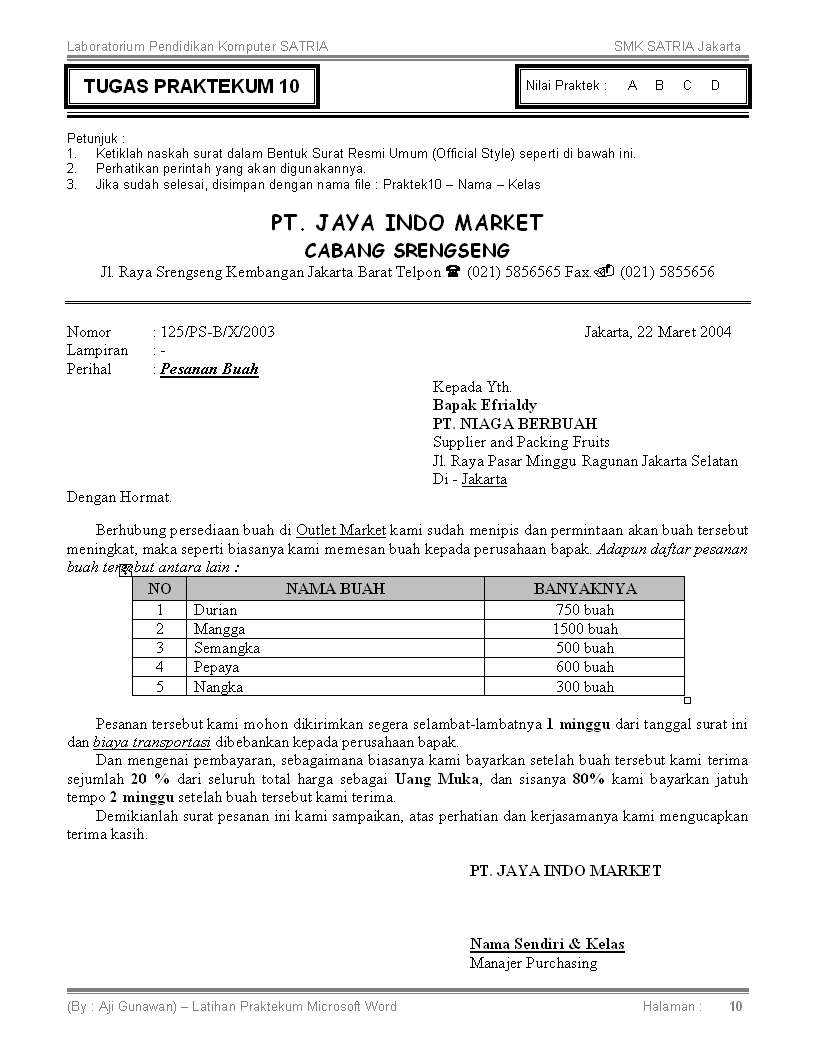 Laboratorium Pendidikan Komputer SATRIA SMK SATRIA Jakarta
TUGAS PRAKTEKUM 10
Nilai Praktek : A B C D
Petunjuk :
1. Ketiklah naskah surat dalam Bentuk Surat Resmi Umum (Official Style) seperti di bawah ini.
2. Perhatikan perintah yang akan digunakannya.
3. Jika sudah selesai, disimpan dengan nama file : Praktek10 – Nama – Kelas
PT. JAYA INDO MARKET
CABANG SRENGSENG
Jl. Raya Srengseng Kembangan Jakarta Barat Telpon ☎ (021) 5856565 Fax. (021) 5855656
Nomor : 125/PS-B/X/2003 Jakarta, 22 Maret 2004
Lampiran : -
Perihal : Pesanan Buah
Kepada Yth.
Bapak Efrialdy
PT. NIAGA BERBUAH
Supplier and Packing Fruits
Jl. Raya Pasar Minggu Ragunan Jakarta Selatan
Di - Jakarta
Dengan Hormat.
Berhubung persediaan buah di Outlet Market kami sudah menipis dan permintaan akan buah tersebut
meningkat, maka seperti biasanya kami memesan buah kepada perusahaan bapak. Adapun daftar pesanan
buah tersebut antara lain :
NO NAMA BUAH BANYAKNYA
1 Durian 750 buah
2 Mangga 1500 buah
3 Semangka 500 buah
4 Pepaya 600 buah
5 Nangka 300 buah
Pesanan tersebut kami mohon dikirimkan segera selambat-lambatnya 1 minggu dari tanggal surat ini
dan biaya transportasi dibebankan kepada perusahaan bapak.
Dan mengenai pembayaran, sebagaimana biasanya kami bayarkan setelah buah tersebut kami terima
sejumlah 20 % dari seluruh total harga sebagai Uang Muka, dan sisanya 80% kami bayarkan jatuh
tempo 2 minggu setelah buah tersebut kami terima.
Demikianlah surat pesanan ini kami sampaikan, atas perhatian dan kerjasamanya kami mengucapkan
terima kasih.
PT. JAYA INDO MARKET
Nama Sendiri & Kelas
Manajer Purchasing
(By : Aji Gunawan) – Latihan Praktekum Microsoft Word Halaman : 10